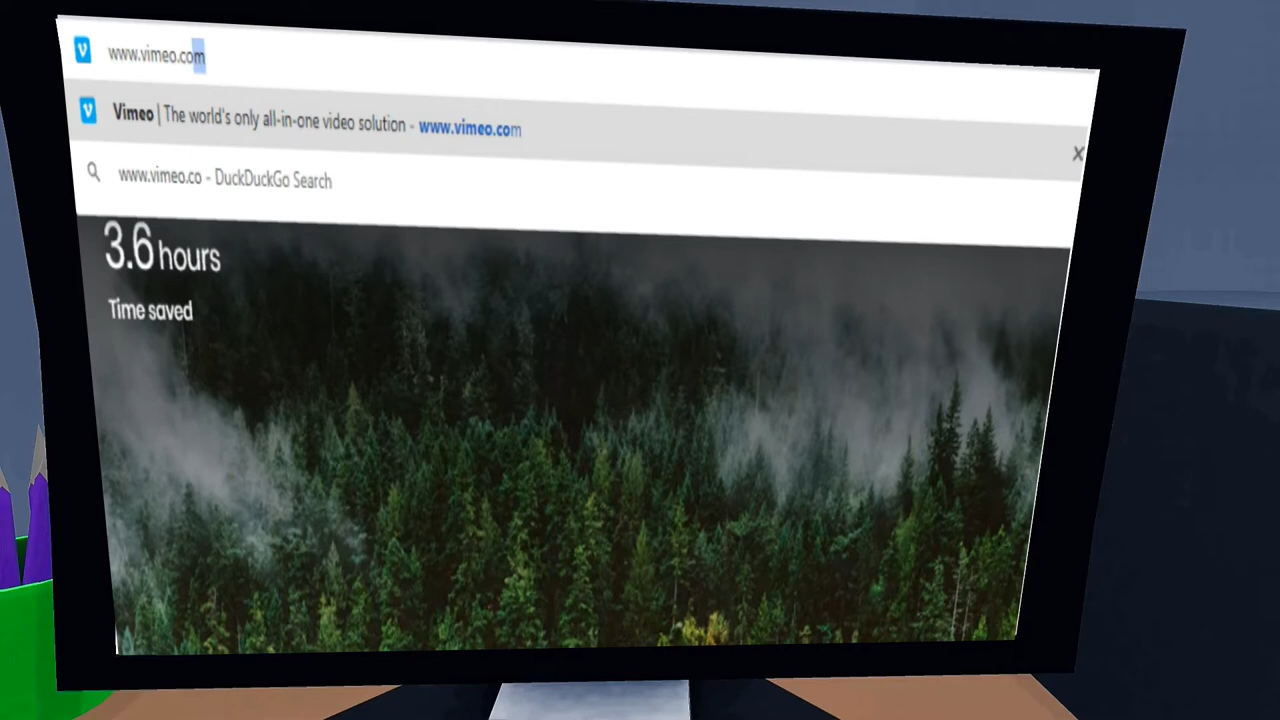 www.vimeo.com
Vimeo | The world's only all-in-one video solution - www.vimeo.com
www.vimeo.co - DuckDuckGo Search
3.6 hours
Time saved